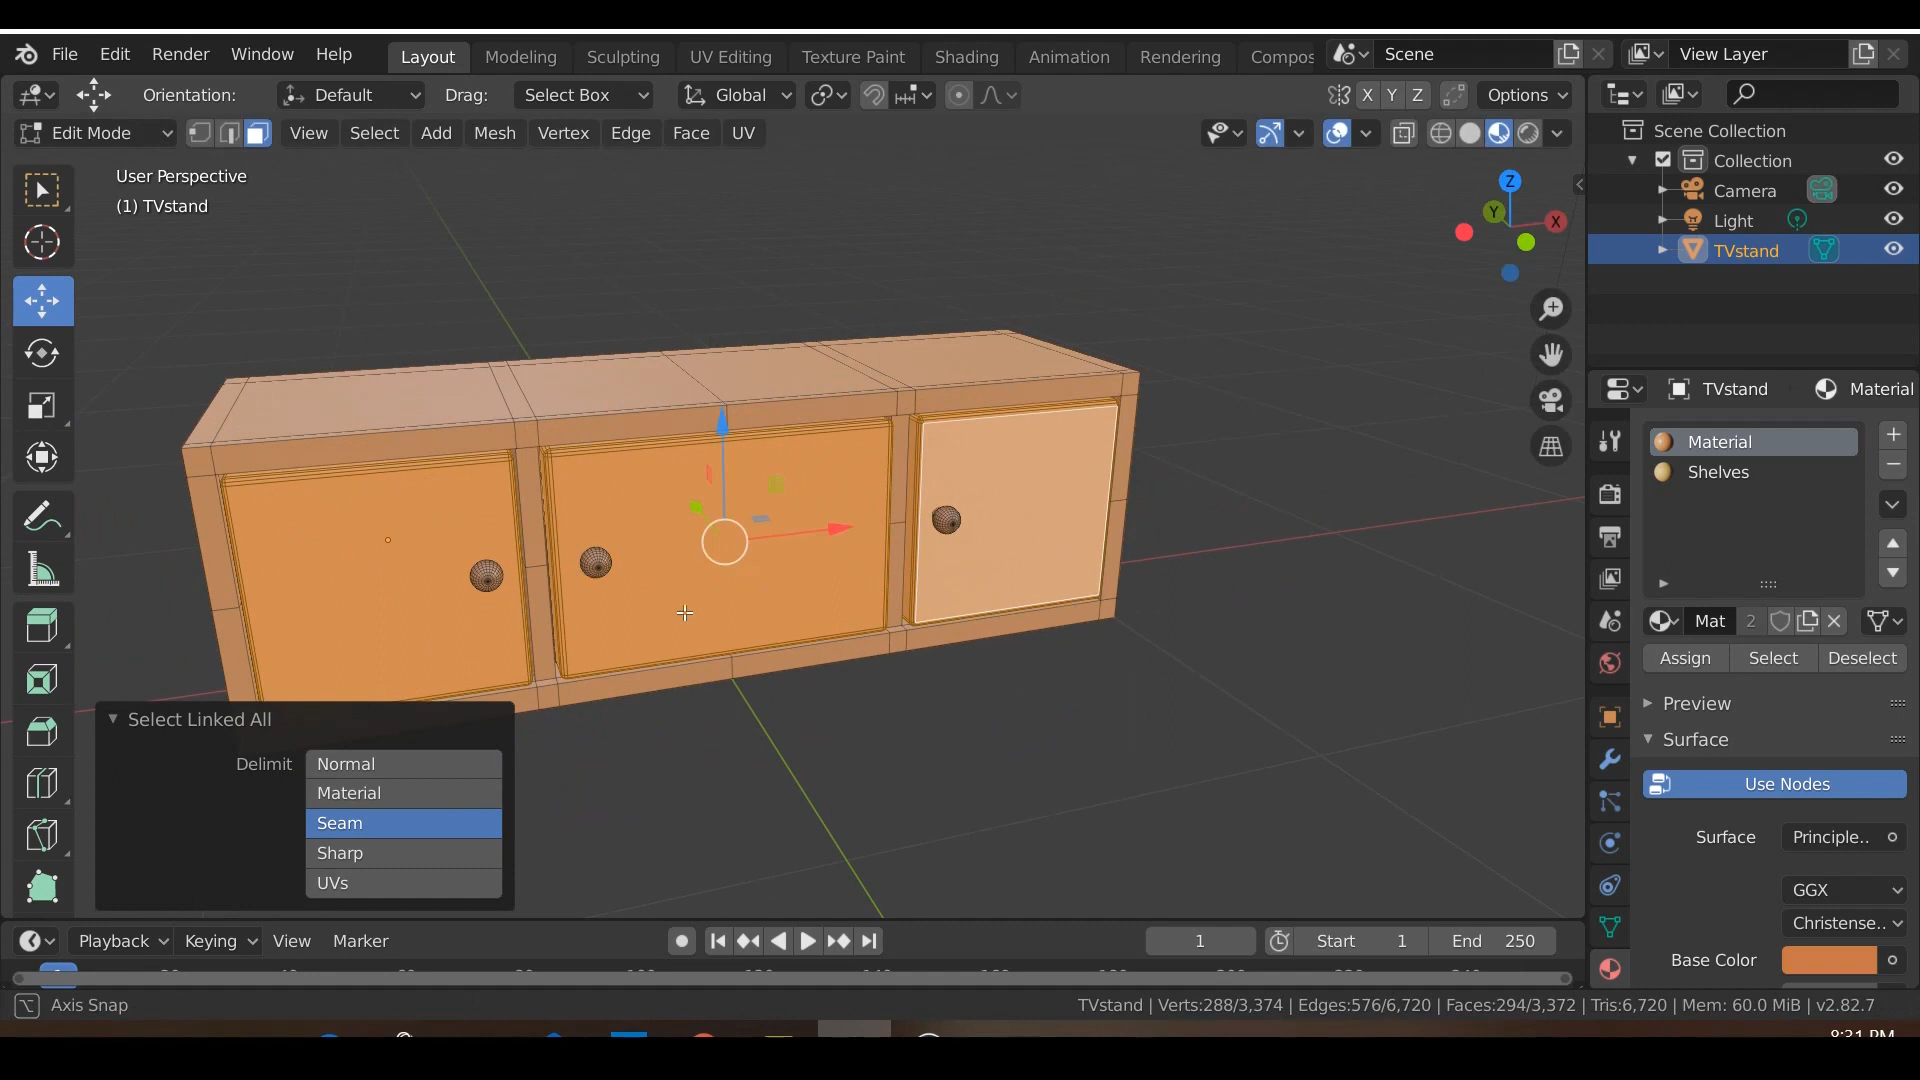 File Edit Render Window Help Layout Modeling Sculpting UV Editing Texture Paint Shading Animation Rendering Compos Scene View Layer
Orientation: Default Drag: Select Box Global X Y Z Options
Edit Mode View Select Add Mesh Vertex Edge Face UV
Scene Collection
Collection
Camera
Light
TVstand
User Perspective
(1) TVstand
Z
Y
X
TVstand Material
Material
Shelves
Mat 2
Assign Select Deselect
Preview
Surface
Use Nodes
Surface Principle..
GGX
Christense..
Base Color
Select Linked All
Delimit Normal
Material
Seam
Sharp
UVs
Playback Keying View Marker 1 Start 1 End 250
Axis Snap TVstand | Verts:288/3,374 | Edges:576/6,720 | Faces:294/3,372 | Tris:6,720 | Mem: 60.0 MiB | v2.82.7
8:31 PM